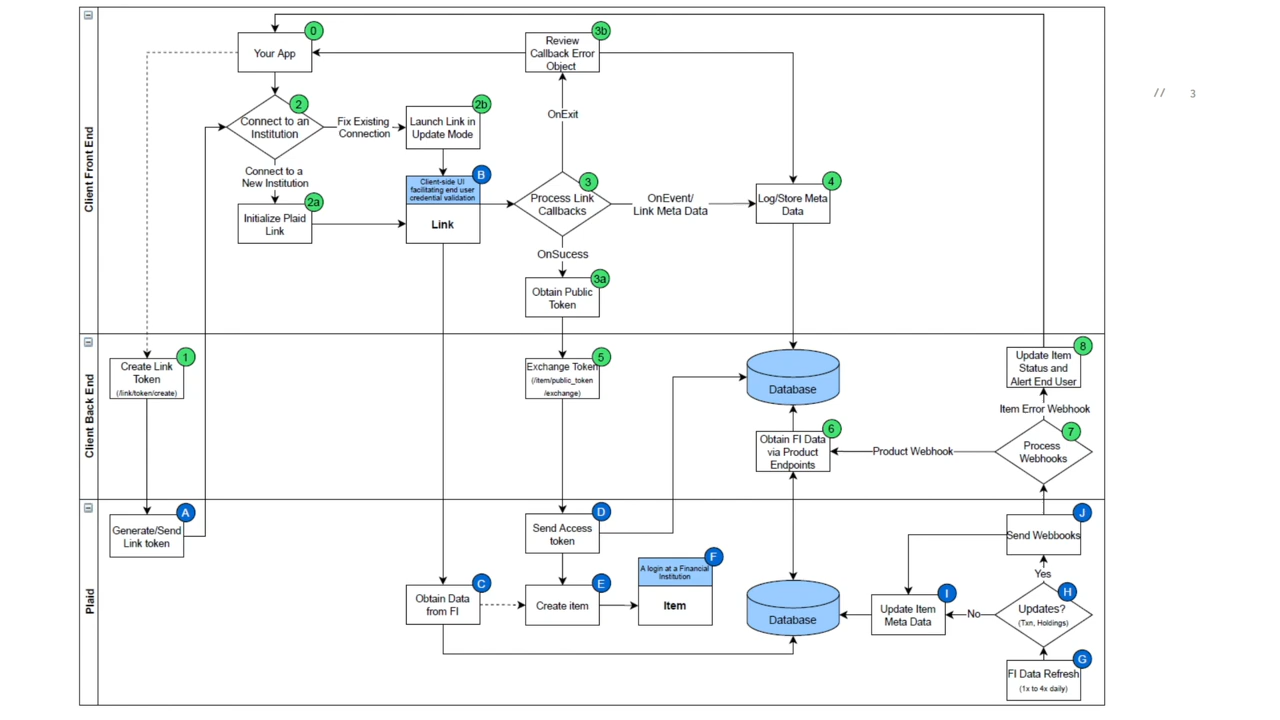 0
Your App
3b
Review
Callback Error
Object
// 3
2
Connect to an
Institution
Fix Existing
Connection
2b
Launch Link in
Update Mode
OnExit
Client Front End
Connect to a
New Institution
2a
Initialize Plaid
Link
B
Client-side UI
facilitating end user
credential validation
Link
3
Process Link
Callbacks
OnEvent/
Link Meta Data
4
Log/Store Meta
Data
OnSucess
3a
Obtain Public
Token
Client Back End
1
Create Link
Token
(/link/token/create)
5
Exchange Token
(/item/public_token
/exchange)
Database
8
Update Item
Status and
Alert End User
Item Error Webhook
6
Obtain FI Data
via Product
Endpoints
Product Webhook
7
Process
Webhooks
Plaid
A
Generate/Send
Link token
D
Send Access
token
J
Send Webbooks
Yes
F
A login at a Financial
Institution
Item
C
Obtain Data
from FI
E
Create item
Database
I
Update Item
Meta Data
No
H
Updates?
(Txn, Holdings)
G
FI Data Refresh
(1x to 4x daily)